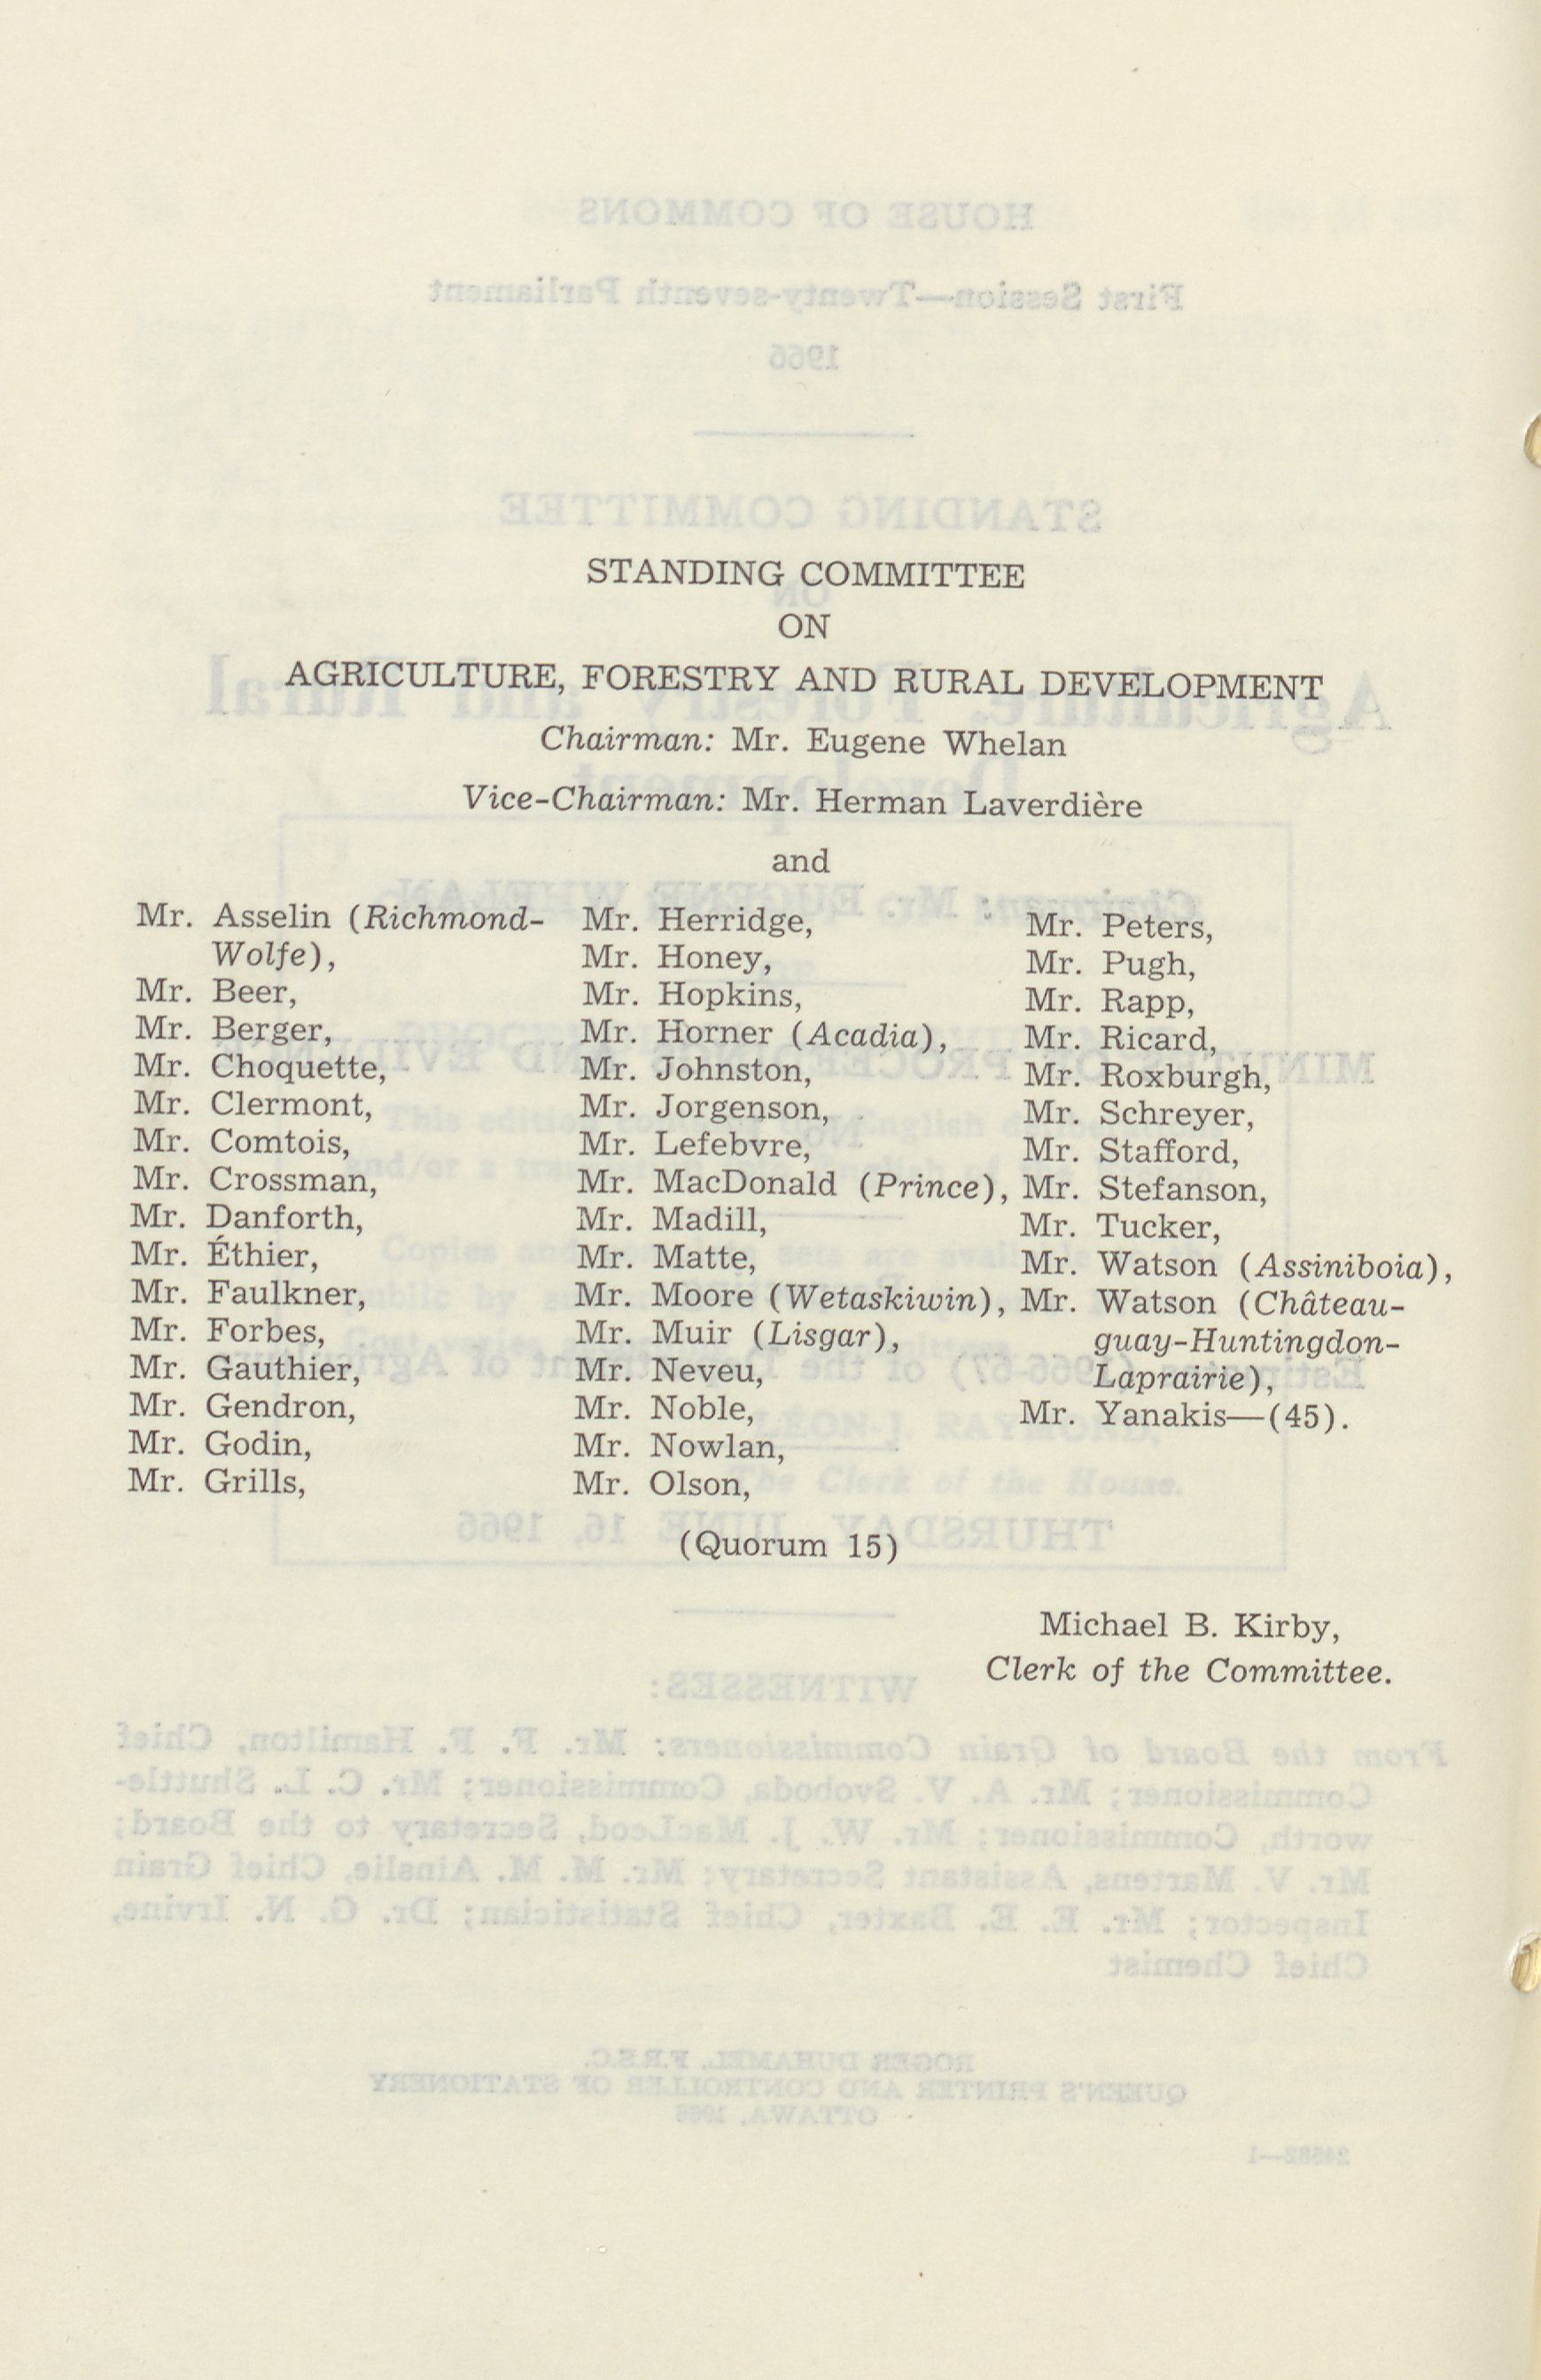 STANDING COMMITTEE
ON
AGRICULTURE, FORESTRY AND RURAL DEVELOPMENT
Chairman: Mr. Eugene Whelan
Vice-Chairman: Mr. Herman Laverdière
and
Mr. Asselin (Richmond-
Wolfe),
Mr. Beer,
Mr. Berger,
Mr. Choquette,
Mr. Clermont,
Mr. Comtois,
Mr. Crossman,
Mr. Danforth,
Mr. Éthier,
Mr. Faulkner,
Mr. Forbes,
Mr. Gauthier,
Mr. Gendron,
Mr. Godin,
Mr. Grills,
Mr. Herridge,
Mr. Honey,
Mr. Hopkins,
Mr. Horner (Acadia),
Mr. Johnston,
Mr. Jorgenson,
Mr. Lefebvre,
Mr. MacDonald (Prince),
Mr. Madill,
Mr. Matte,
Mr. Moore (Wetaskiwin),
Mr. Muir (Lisgar),
Mr. Neveu,
Mr. Noble,
Mr. Nowlan,
Mr. Olson,
Mr. Peters,
Mr. Pugh,
Mr. Rapp,
Mr. Ricard,
Mr. Roxburgh,
Mr. Schreyer,
Mr. Stafford,
Mr. Stefanson,
Mr. Tucker,
Mr. Watson (Assiniboia),
Mr. Watson (Château-
guay-Huntingdon-
Laprairie),
Mr. Yanakis—(45).
(Quorum 15)
Michael B. Kirby,
Clerk of the Committee.